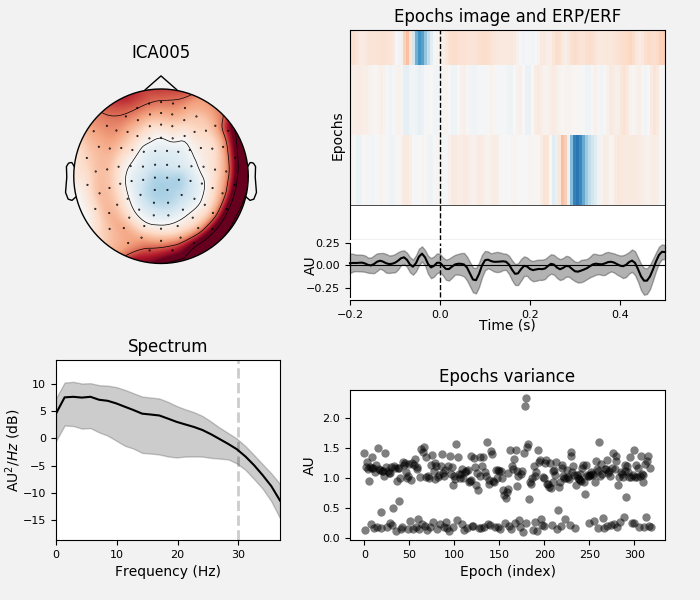 ICA005
Epochs image and ERP/ERF
Epochs
0.25
0.00
−0.25
AU
−0.2
0.0
0.2
0.4
Time (s)
Spectrum
10
5
0
−5
−10
−15
AU²/Hz (dB)
0
10
20
30
Frequency (Hz)
Epochs variance
2.0
1.5
1.0
0.5
0.0
AU
0
50
100
150
200
250
300
Epoch (index)